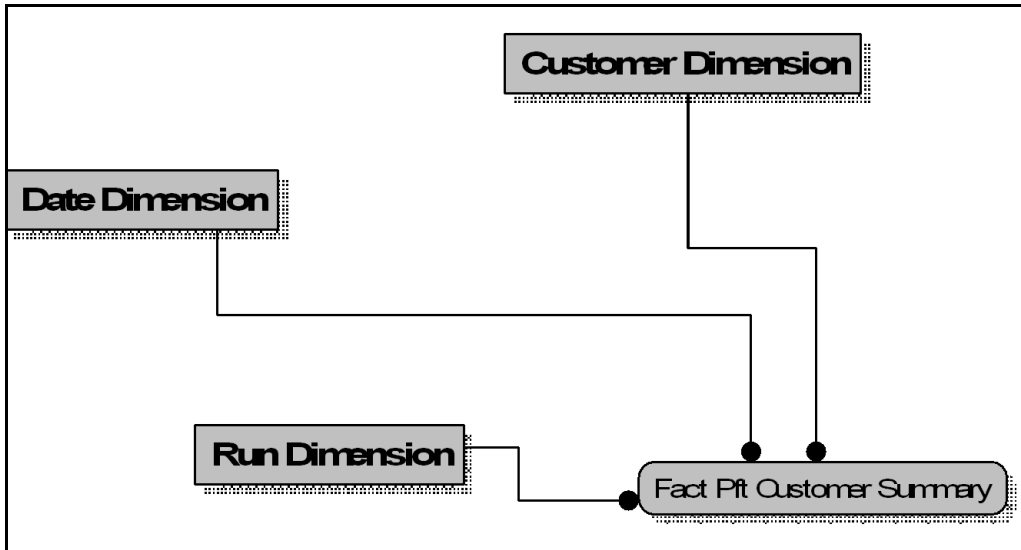 Customer Dimension
Date Dimension
Run Dimension
Fact Pft Customer Summary